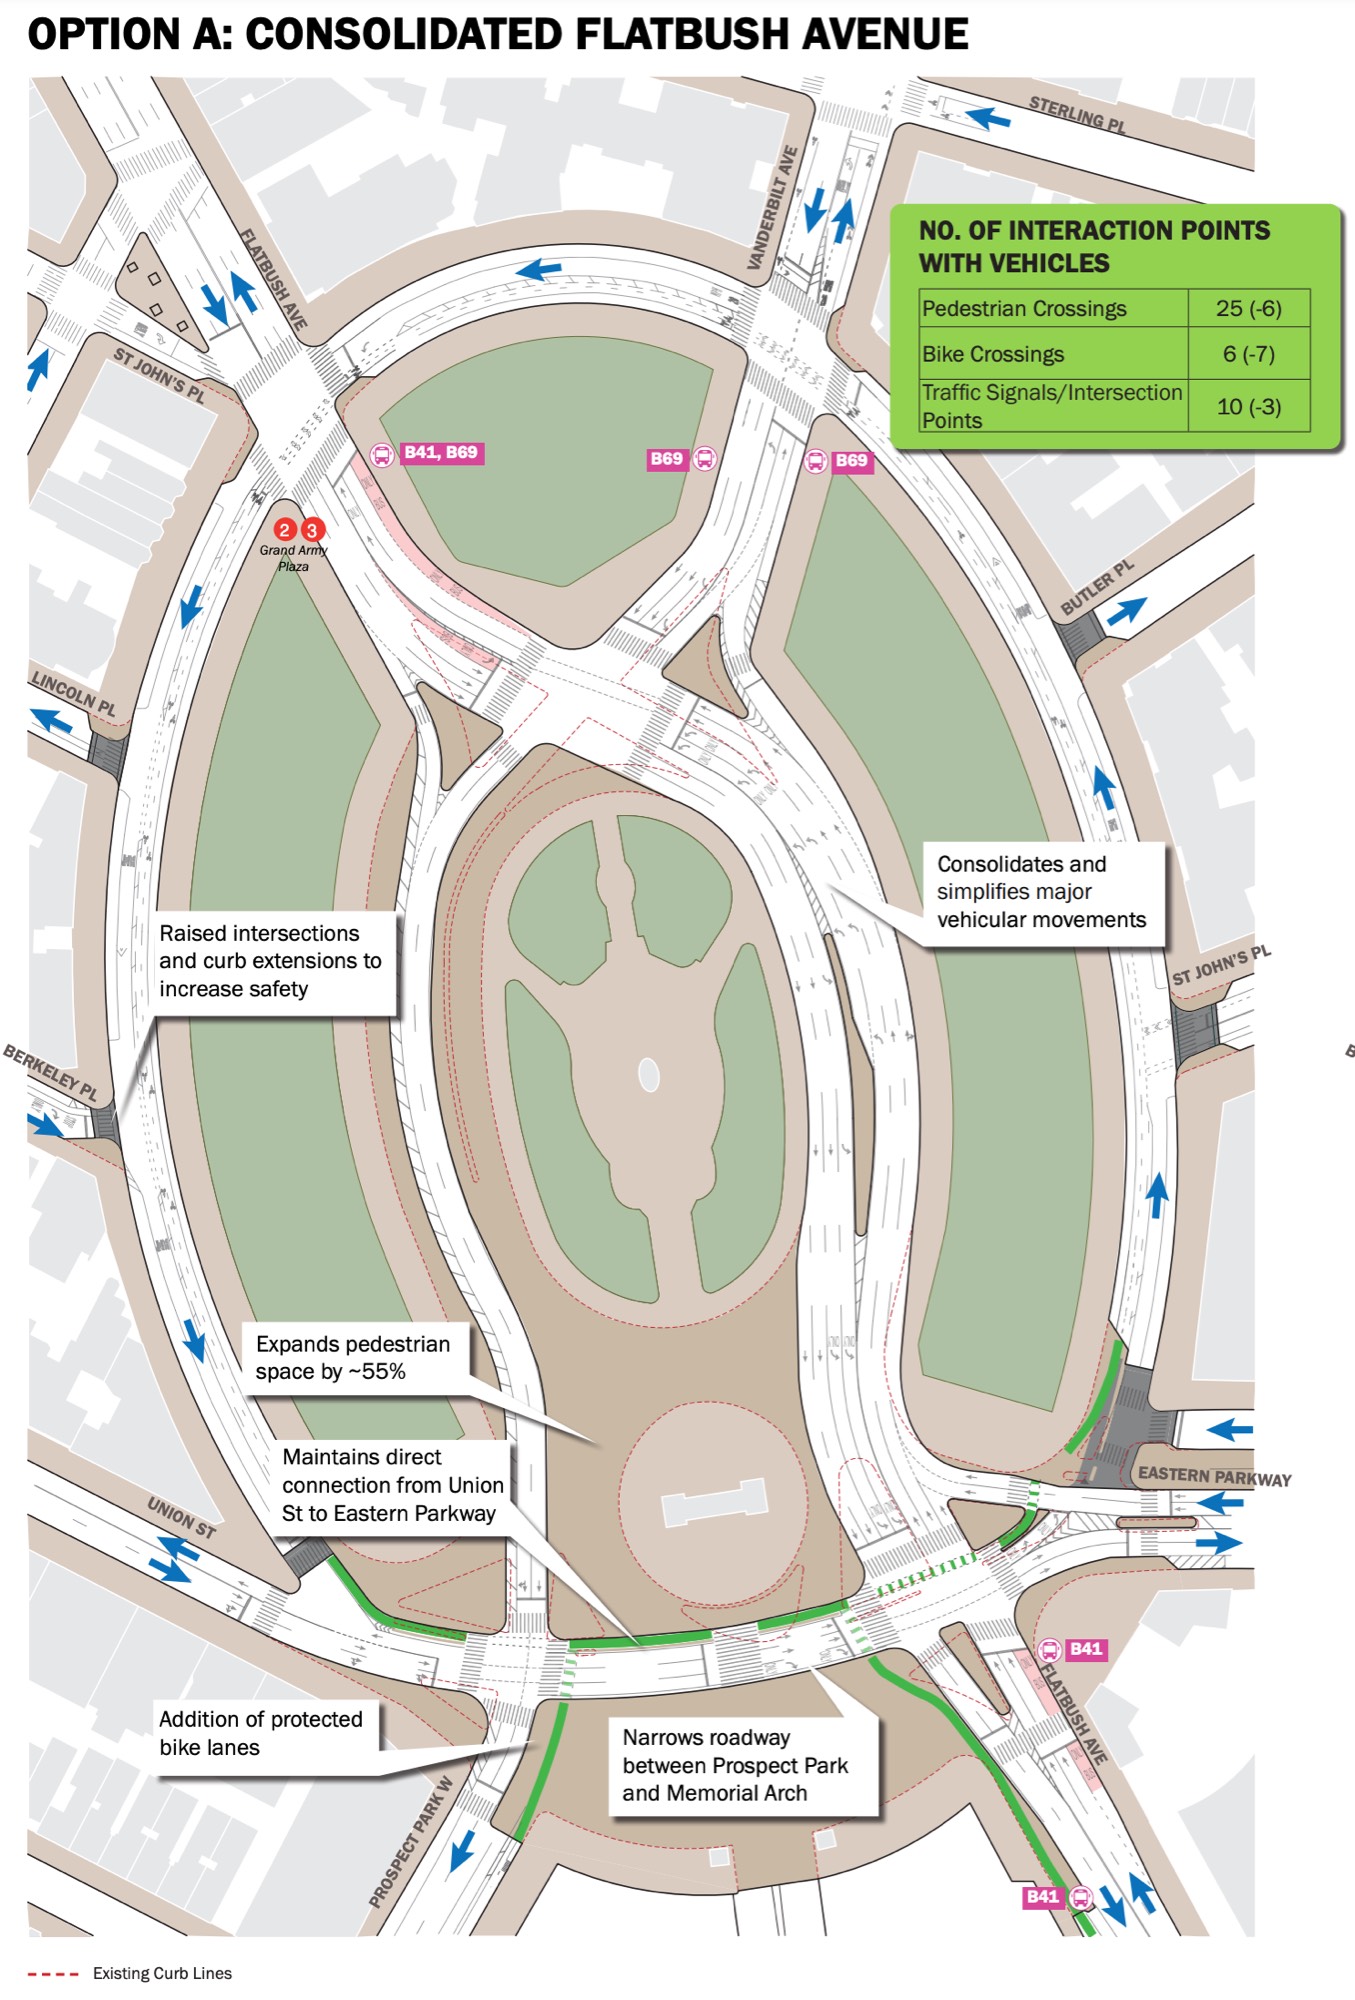 OPTION A: CONSOLIDATED FLATBUSH AVENUE
STERLING PL
VANDERBILT AVE
FLATBUSH AVE
NO. OF INTERACTION POINTS
WITH VEHICLES
Pedestrian Crossings 25 (-6)
Bike Crossings 6 (-7)
Traffic Signals/Intersection
Points
10 (-3)
ST JOHN'S PL
B41, B69
B69
B69
2 3
Grand Army
Plaza
BUTLER PL
LINCOLN PL
Consolidates and
simplifies major
vehicular movements
Raised intersections
and curb extensions to
increase safety
ST JOHN'S PL
BERKELEY PL
B
Expands pedestrian
space by ~55%
Maintains direct
connection from Union
St to Eastern Parkway
EASTERN PARKWAY
UNION ST
B41
FLATBUSH AVE
Addition of protected
bike lanes
Narrows roadway
between Prospect Park
and Memorial Arch
PROSPECT PARK W
B41
Existing Curb Lines